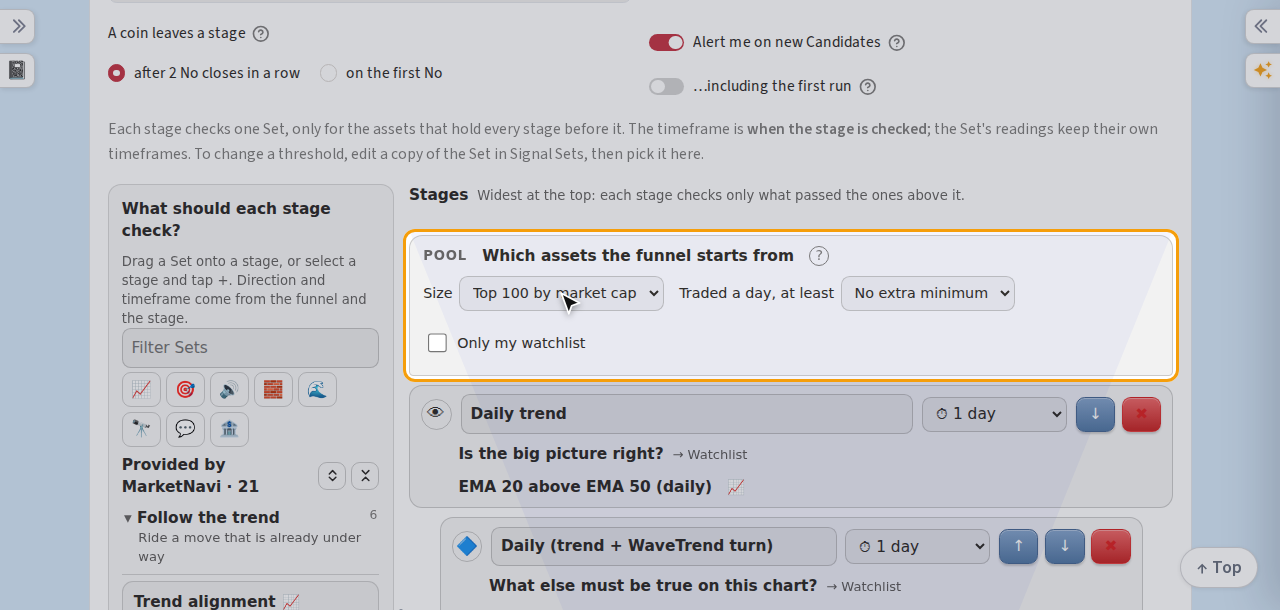 A coin leaves a stage ?
after 2 No closes in a row
on the first No
Alert me on new Candidates ?
…including the first run ?
Each stage checks one Set, only for the assets that hold every stage before it. The timeframe is when the stage is checked; the Set's readings keep their own
timeframes. To change a threshold, edit a copy of the Set in Signal Sets, then pick it here.
What should each stage
check?
Drag a Set onto a stage, or select a
stage and tap +. Direction and
timeframe come from the funnel and
the stage.
Filter Sets
Provided by
MarketNavi · 21
▾ Follow the trend 6
Ride a move that is already under
way
Trend alignment
Stages Widest at the top: each stage checks only what passed the ones above it.
POOL Which assets the funnel starts from ?
Size Top 100 by market cap Traded a day, at least No extra minimum
Only my watchlist
Daily trend ⏱ 1 day ↓ ✖
Is the big picture right? → Watchlist
EMA 20 above EMA 50 (daily)
Daily (trend + WaveTrend turn) ⏱ 1 day ↑ ↓ ✖
What else must be true on this chart? → Watchlist
↑ Top